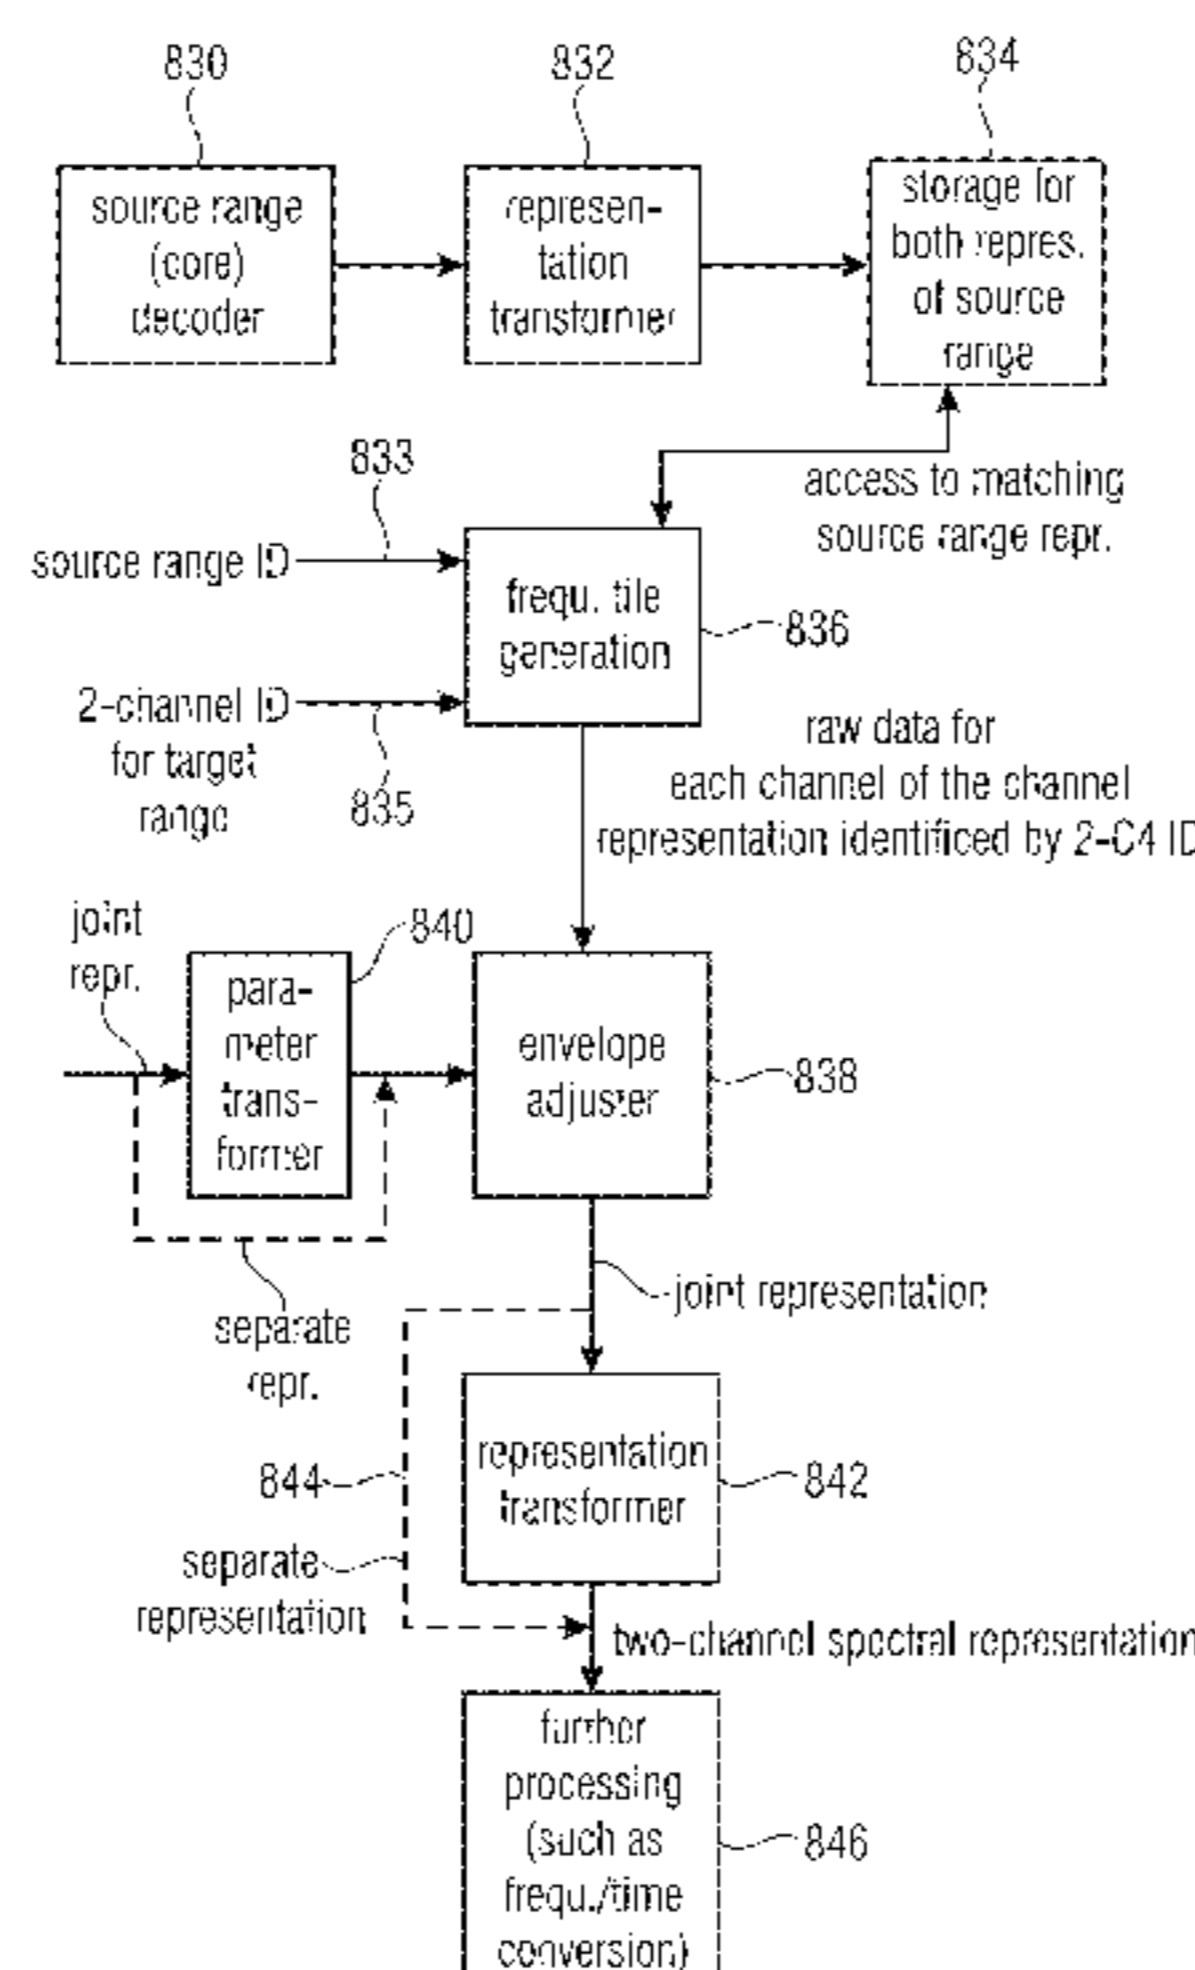 830
832
834
source range
(core)
decoder
represen-
tation
transformer
storage for
both repres.
of source
range
833
access to matching
source range repr.
source range ID
frequ. tile
generation
836
2-channel ID
for target
range
835
raw data for
each channel of the channel
representation identificed by 2-C4 ID
joint
repr.
840
para-
meter
trans-
former
envelope
adjuster
838
separate
repr.
joint representation
844
representation
transformer
842
separate
representation
two-channel spectral representation
further
processing
(such as
frequ./time
conversion)
846